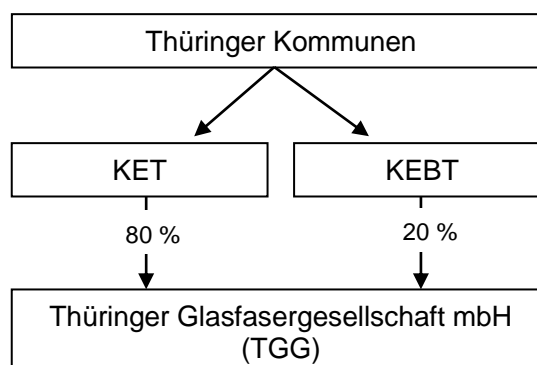 Thüringer Kommunen
KET
KEBT
80 %
20 %
Thüringer Glasfasergesellschaft mbH
(TGG)